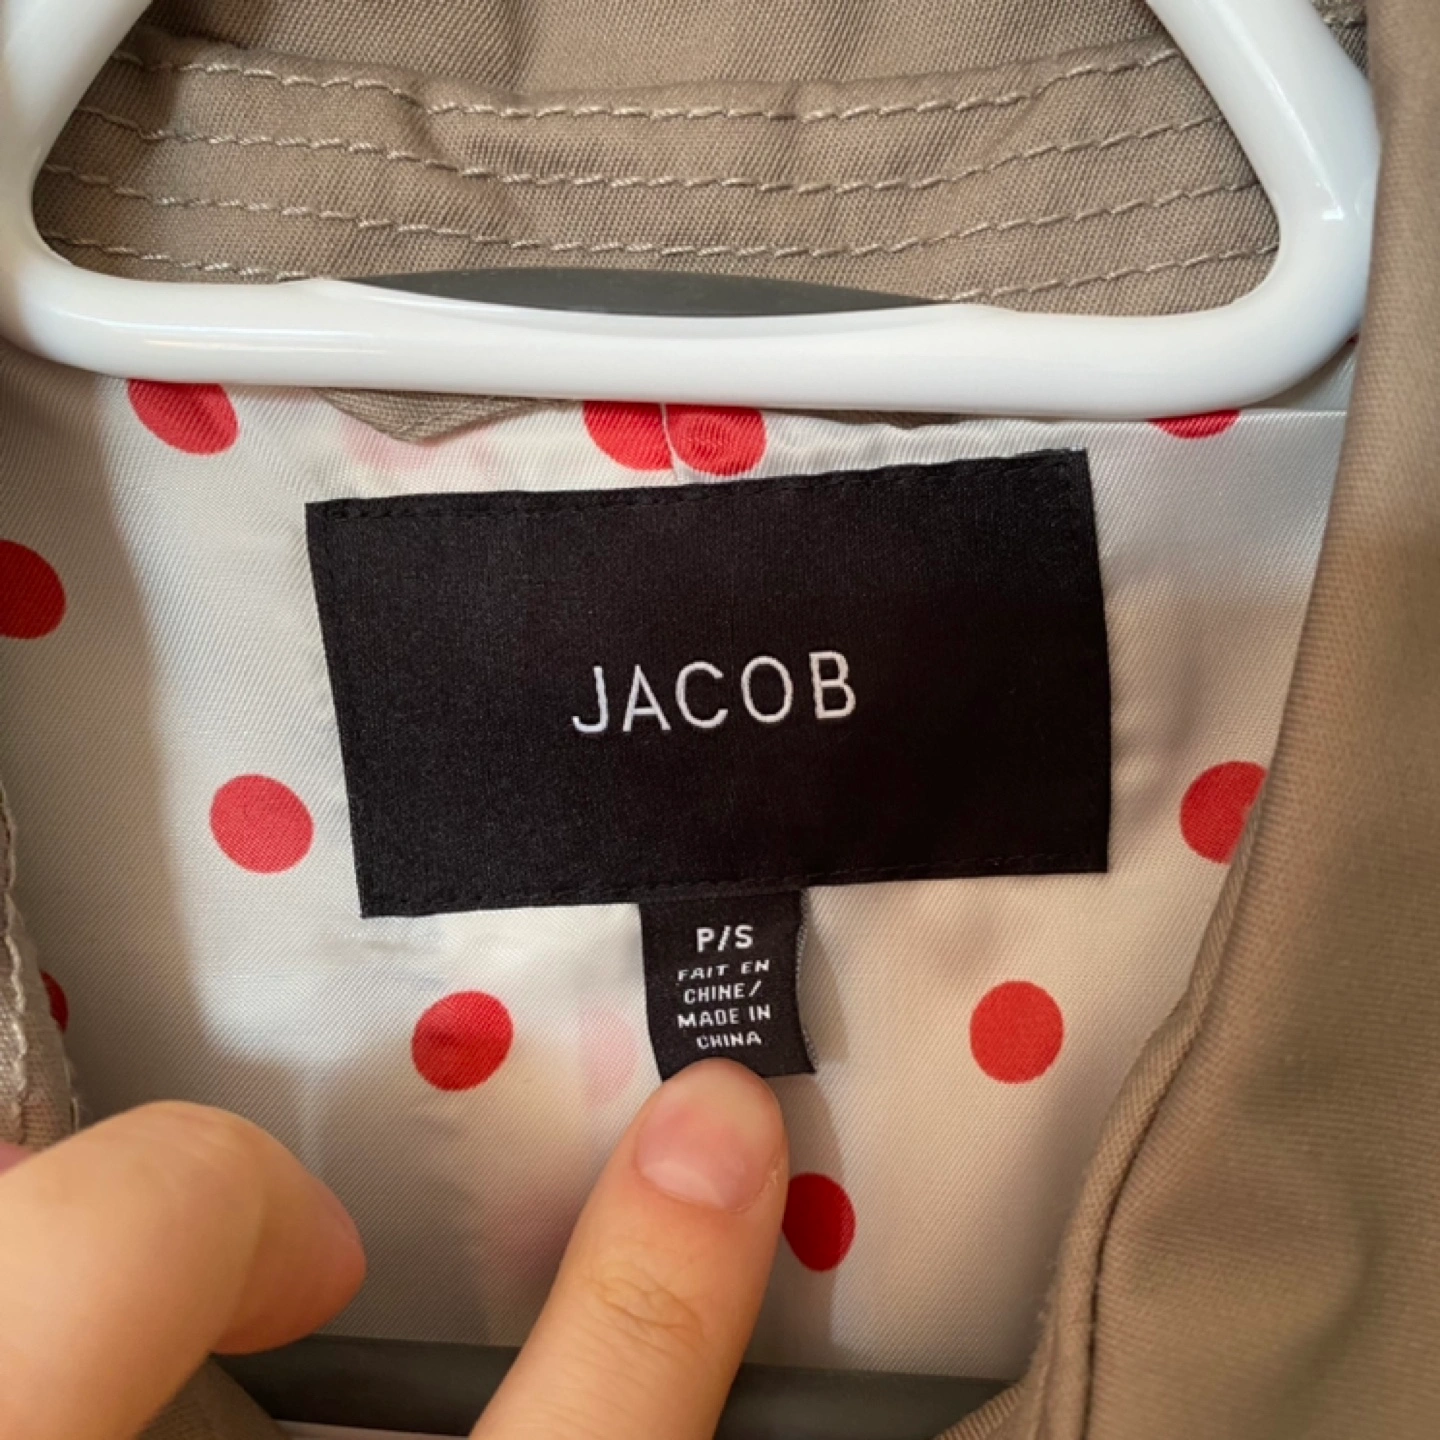 JACOB
P/S
FAIT EN
CHINE/
MADE IN
CHINA